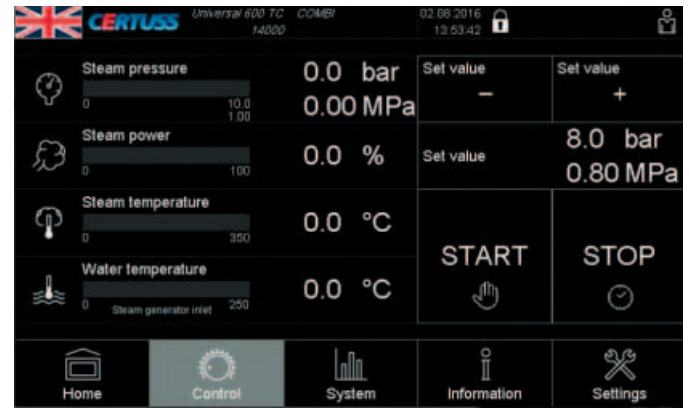 CERTUSS
Universal 600 TC COMBI
14000
02.08.2016
13:53:42
Steam pressure
0 10.0
1.00
0.0 bar
0.00 MPa
Set value
−
Set value
+
Steam power
0 100
0.0 %
Set value
8.0 bar
0.80 MPa
Steam temperature
0 350
0.0 °C
Water temperature
0 Steam generator inlet 250
0.0 °C
START
STOP
Home
Control
System
Information
Settings